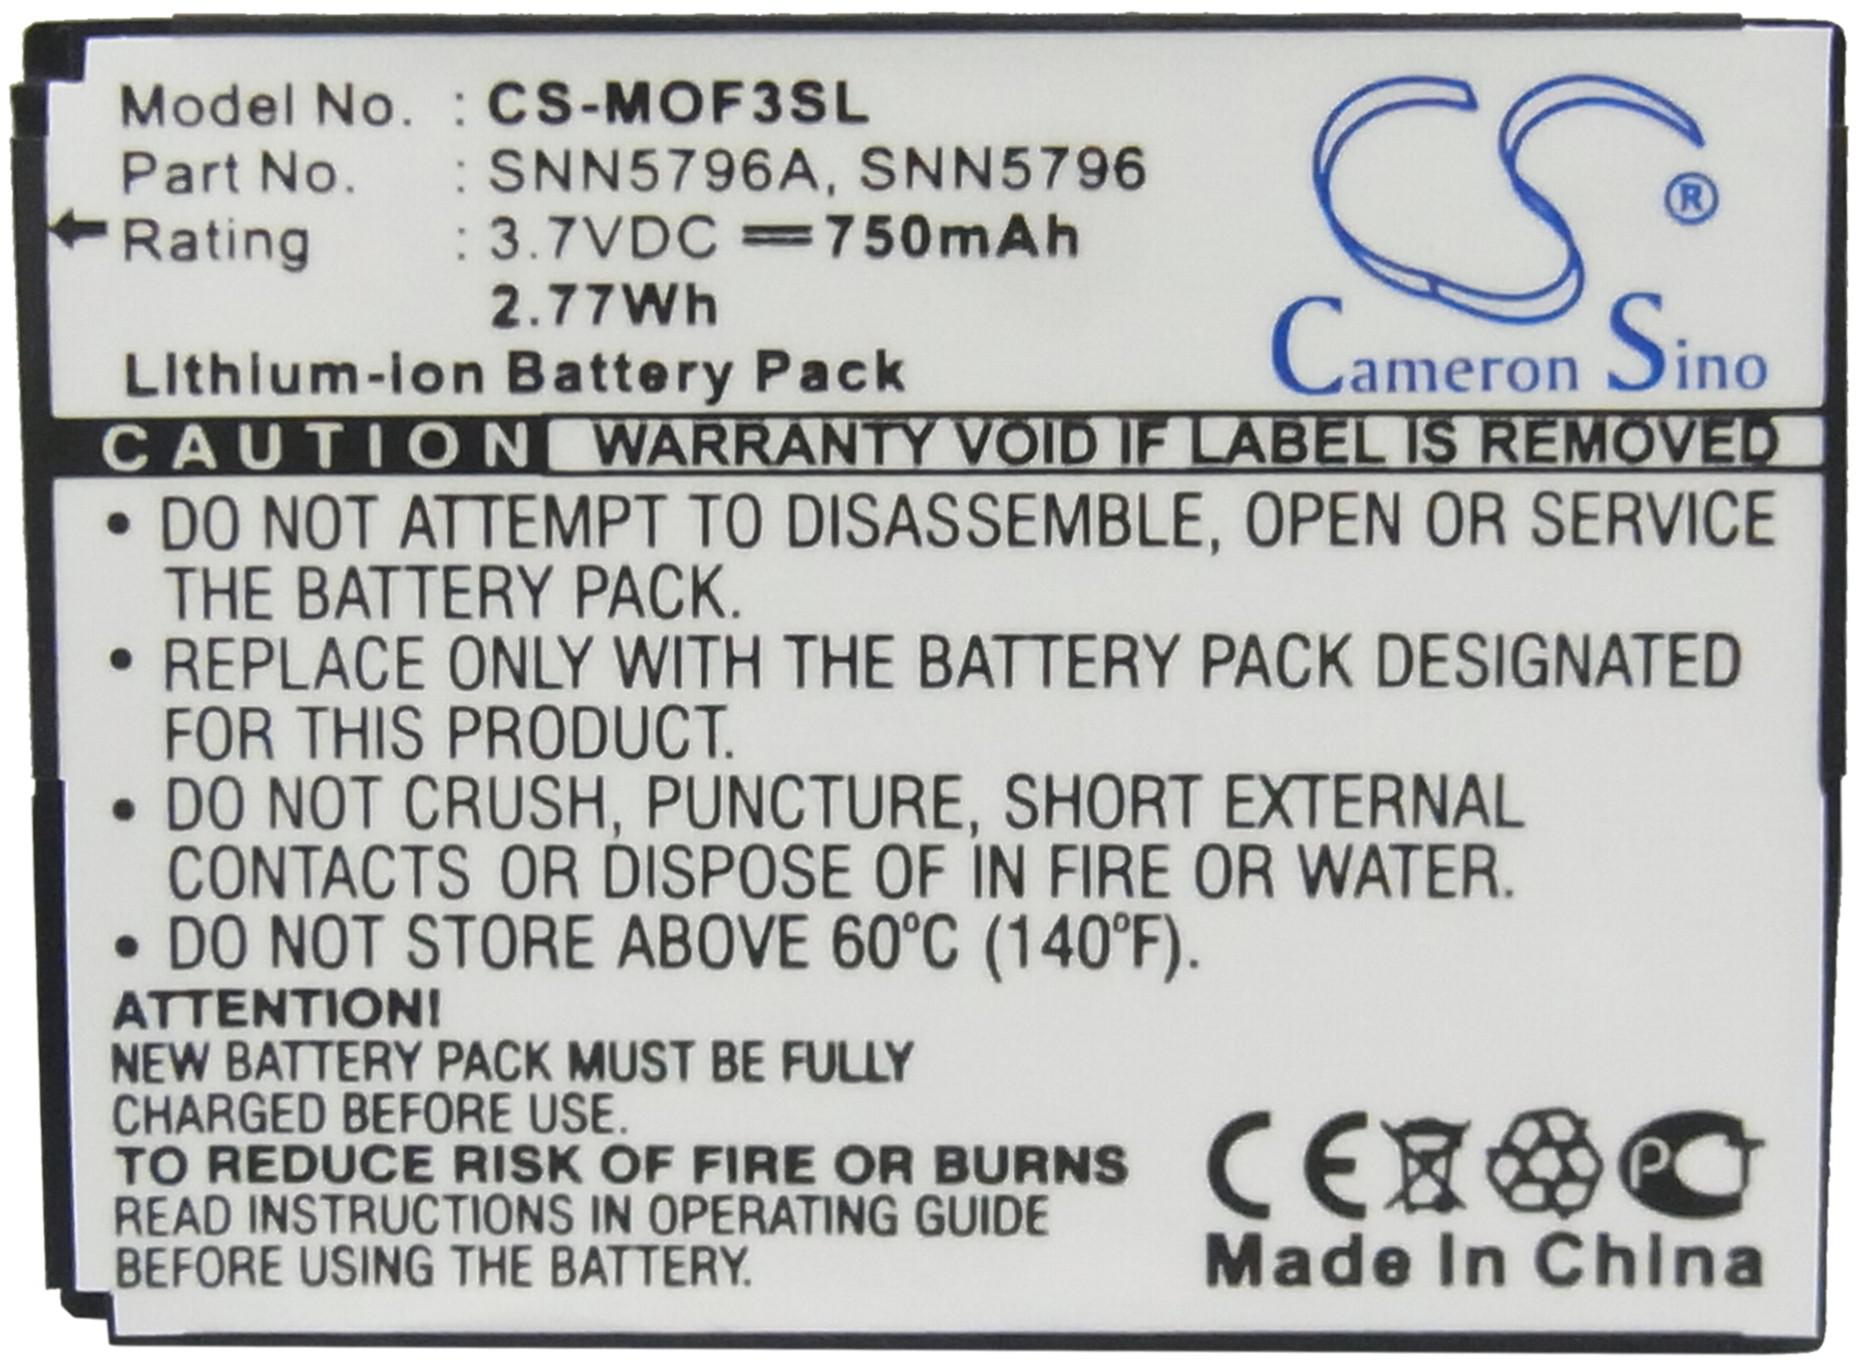 Model No. : CS-MOF3SL
Part No. : SNN5796A, SNN5796
Rating : 3.7VDC ⎓ 750mAh
2.77Wh
Lithium-ion Battery Pack
CS®
Cameron Sino
CAUTION WARRANTY VOID IF LABEL IS REMOVED
• DO NOT ATTEMPT TO DISASSEMBLE, OPEN OR SERVICE
THE BATTERY PACK.
• REPLACE ONLY WITH THE BATTERY PACK DESIGNATED
FOR THIS PRODUCT.
• DO NOT CRUSH, PUNCTURE, SHORT EXTERNAL
CONTACTS OR DISPOSE OF IN FIRE OR WATER.
• DO NOT STORE ABOVE 60°C (140°F).
ATTENTION!
NEW BATTERY PACK MUST BE FULLY
CHARGED BEFORE USE.
TO REDUCE RISK OF FIRE OR BURNS
READ INSTRUCTIONS IN OPERATING GUIDE
BEFORE USING THE BATTERY.
CE PC
Made In China